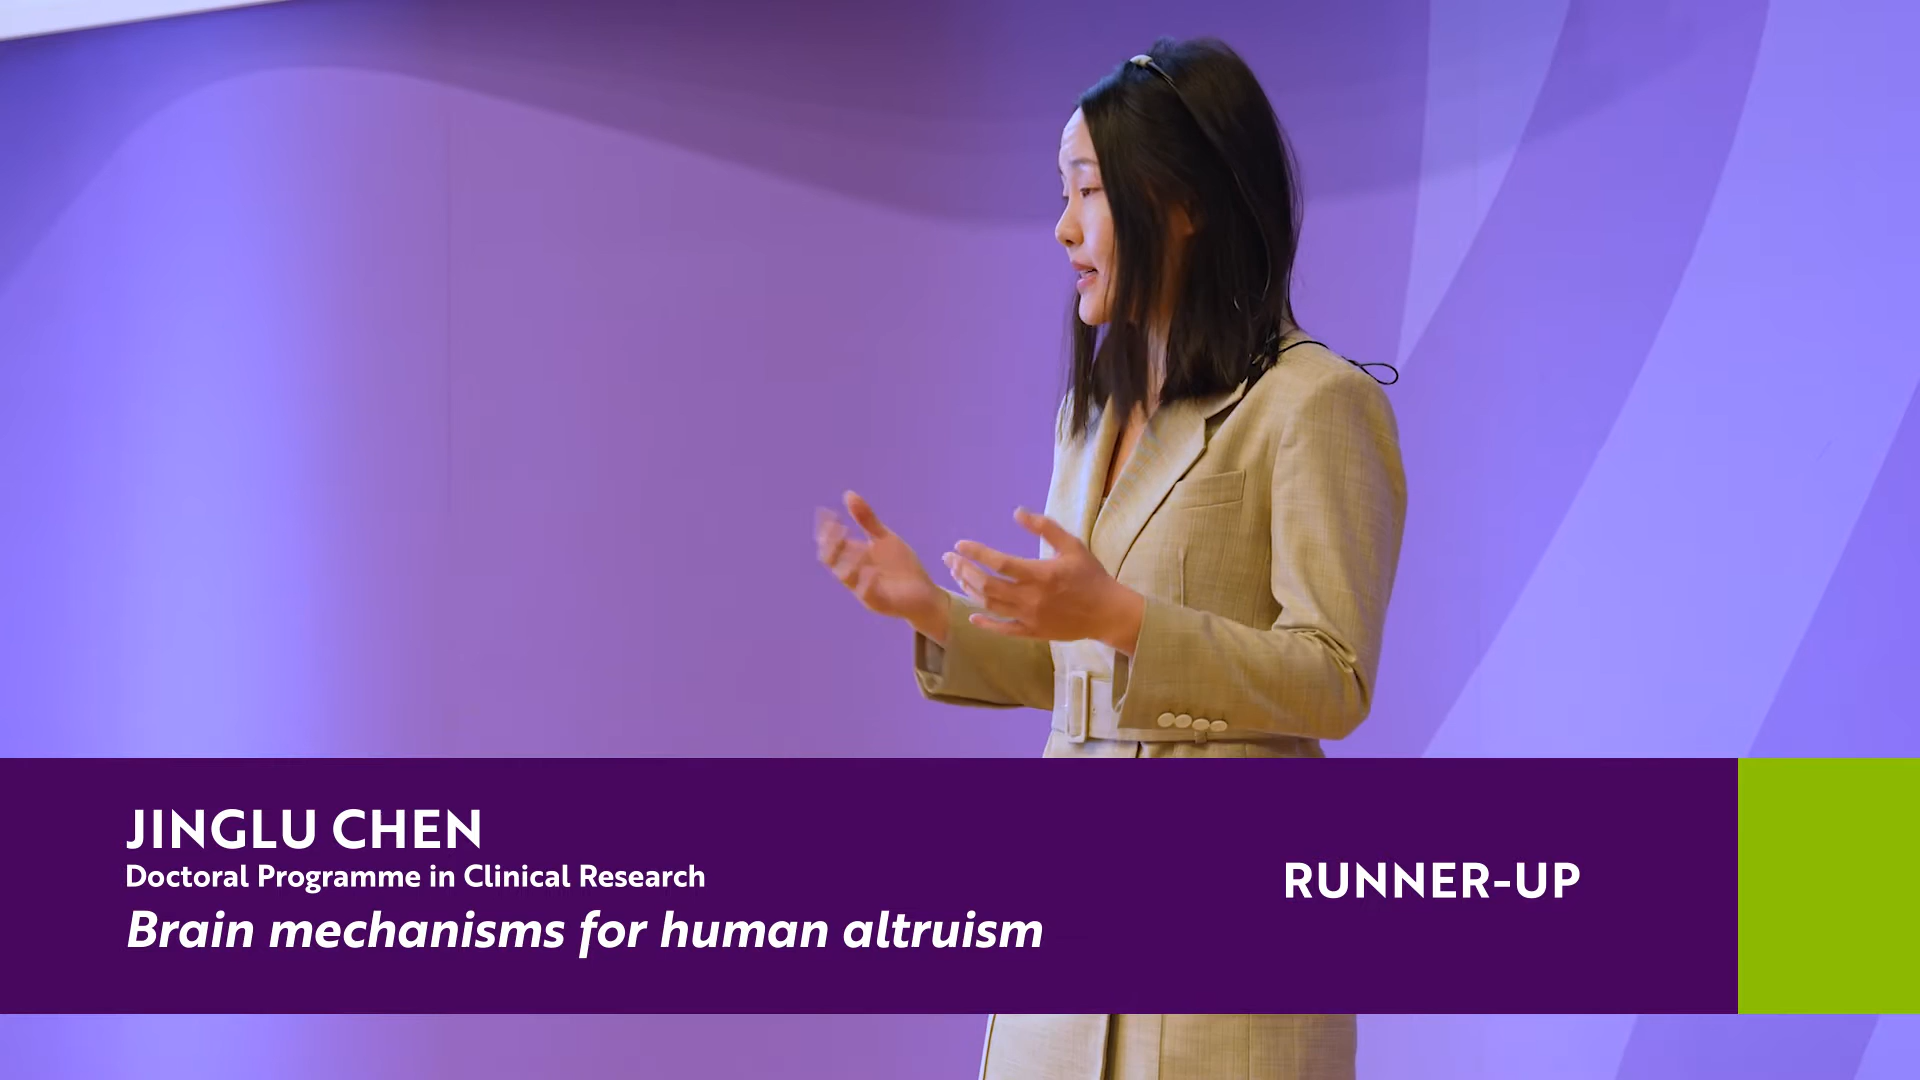 JINGLU CHEN
Doctoral Programme in Clinical Research
Brain mechanisms for human altruism
RUNNER-UP